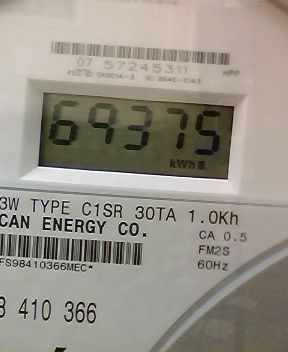 07 57245311 HPF
69375
kWh
3W TYPE C1SR 30TA 1.0Kh
CAN ENERGY CO.
CA 0.5
FM2S
FS98410366MEC*
60Hz
410 366